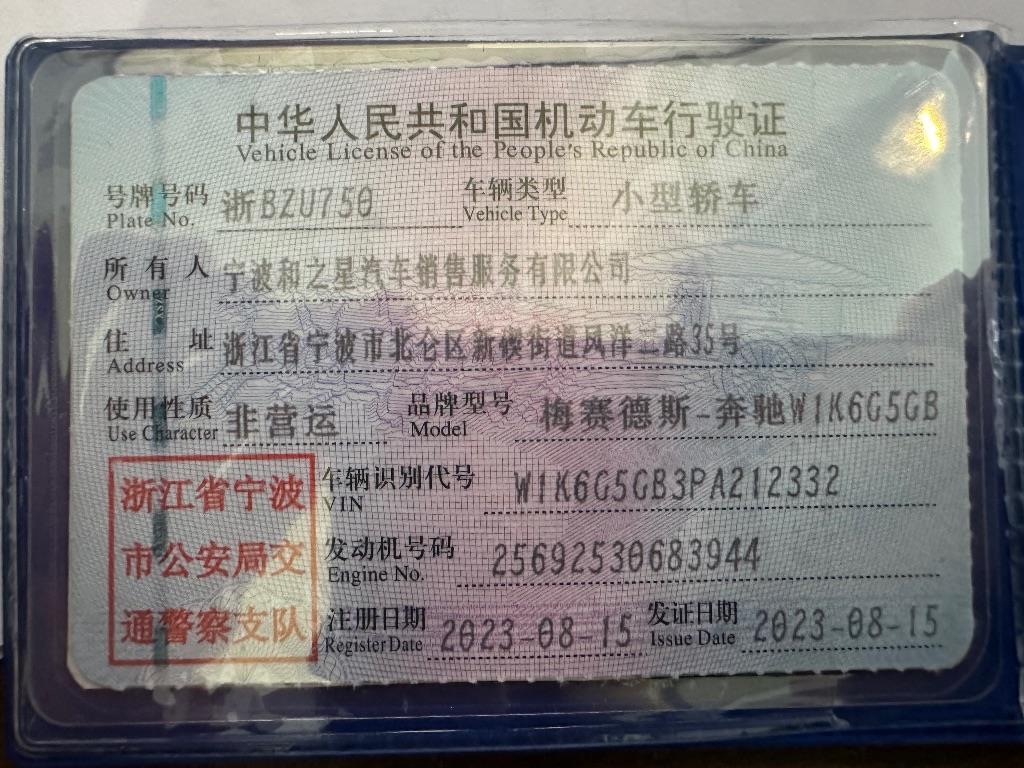 中华人民共和国机动车行驶证
Vehicle License of the People's Republic of China
号牌号码 浙BZU750 车辆类型 小型轿车
Plate No. Vehicle Type
所有人 宁波和之星汽车销售服务有限公司
Owner
住址 浙江省宁波市北仑区新碶街道凤洋三路35号
Address
使用性质 非营运 品牌型号 梅赛德斯-奔驰W1K6G5GB
Use Character Model
浙江省宁波 车辆识别代号 W1K6G5GB3PA212332
VIN
市公安局交 发动机号码 25692530683944
Engine No.
通警察支队 注册日期 2023-08-15 发证日期 2023-08-15
Register Date Issue Date